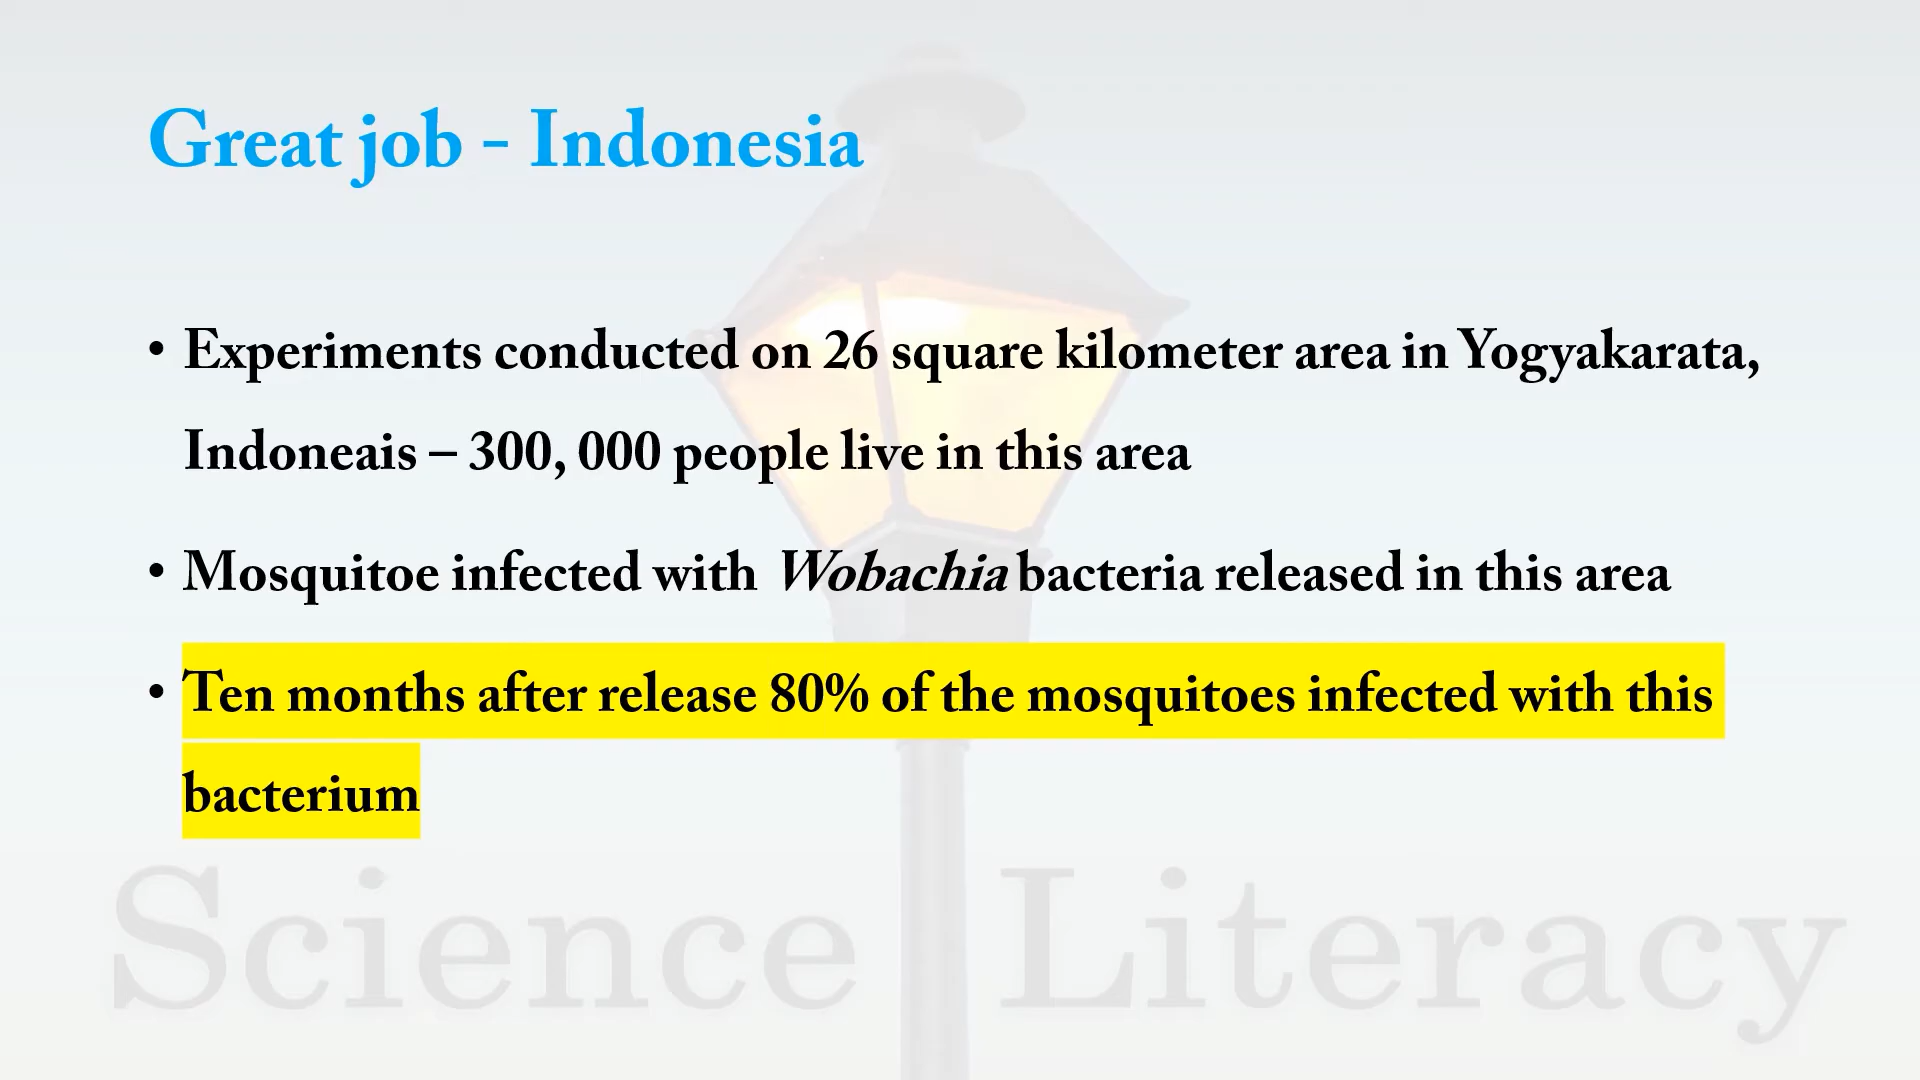 Great job - Indonesia
• Experiments conducted on 26 square kilometer area in Yogyakarata,
Indoneais – 300, 000 people live in this area
• Mosquitoe infected with Wobachia bacteria released in this area
• Ten months after release 80% of the mosquitoes infected with this
bacterium
Science Literacy